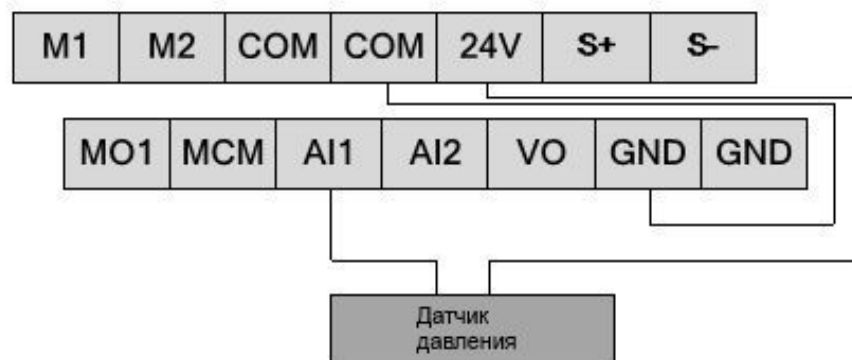 M1 M2 COM COM 24V S+ S-
MO1 MCM AI1 AI2 VO GND GND
Датчик
давления